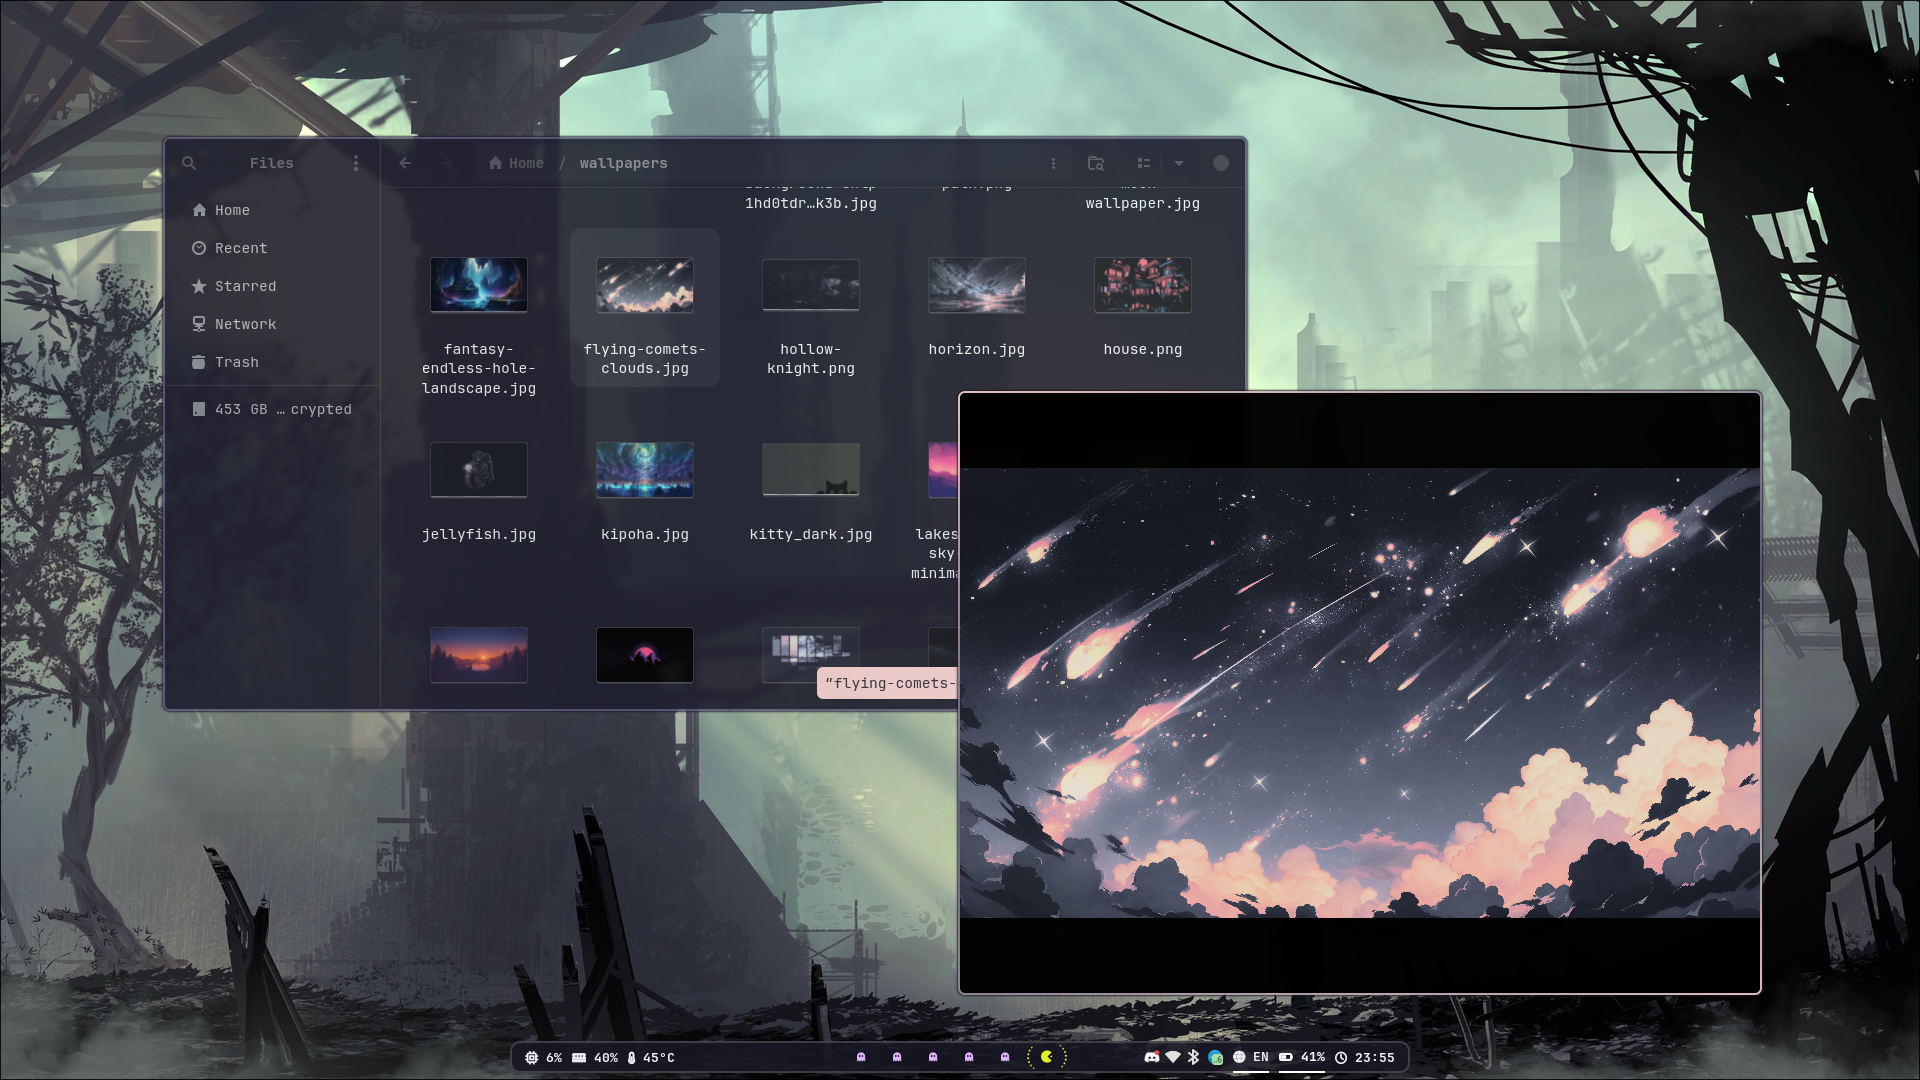 Files
Home / wallpapers
Home
Recent
Starred
Network
Trash
453 GB … crypted
1hd0tdr…k3b.jpg
wallpaper.jpg
fantasy-
endless-hole-
landscape.jpg
flying-comets-
clouds.jpg
hollow-
knight.png
horizon.jpg
house.png
jellyfish.jpg
kipoha.jpg
kitty_dark.jpg
lakes
sky
minima
“flying-comets-
6% 40% 45°C
EN 41% 23:55